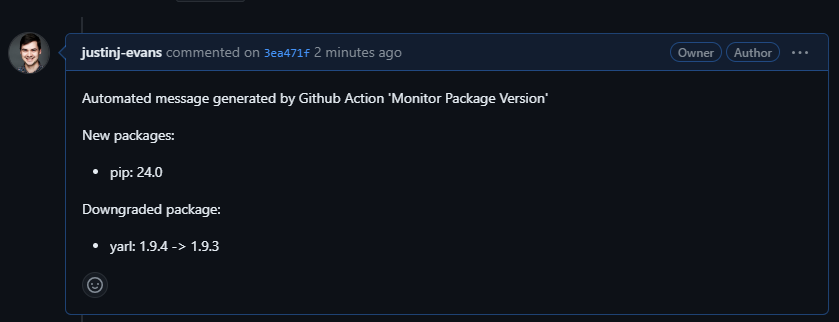 justinj-evans commented on 3ea471f 2 minutes ago Owner Author ...
Automated message generated by Github Action 'Monitor Package Version'
New packages:
• pip: 24.0
Downgraded package:
• yarl: 1.9.4 -> 1.9.3